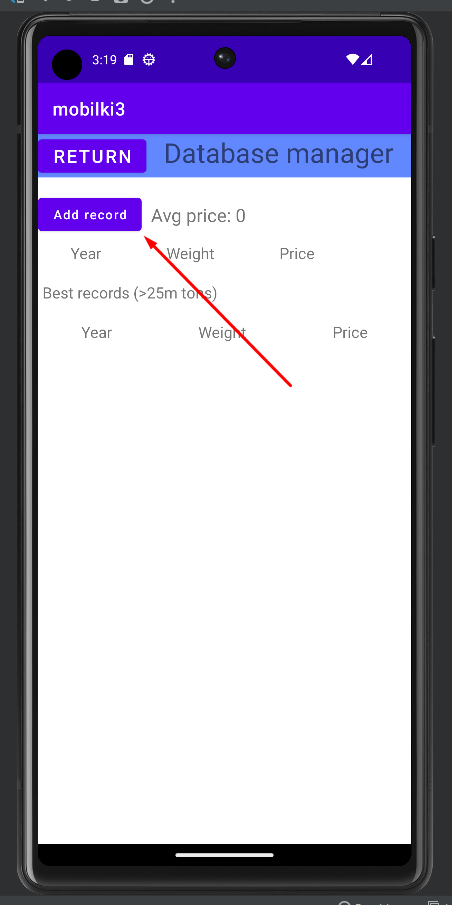 3:19
mobilki3
RETURN Database manager
Add record Avg price: 0
Year Weight Price
Best records (>25m tons)
Year Weight Price